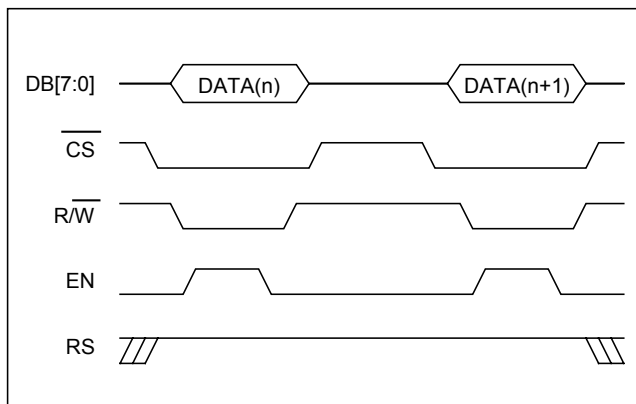 DB[7:0] DATA(n) DATA(n+1)
CS
R/W
EN
RS